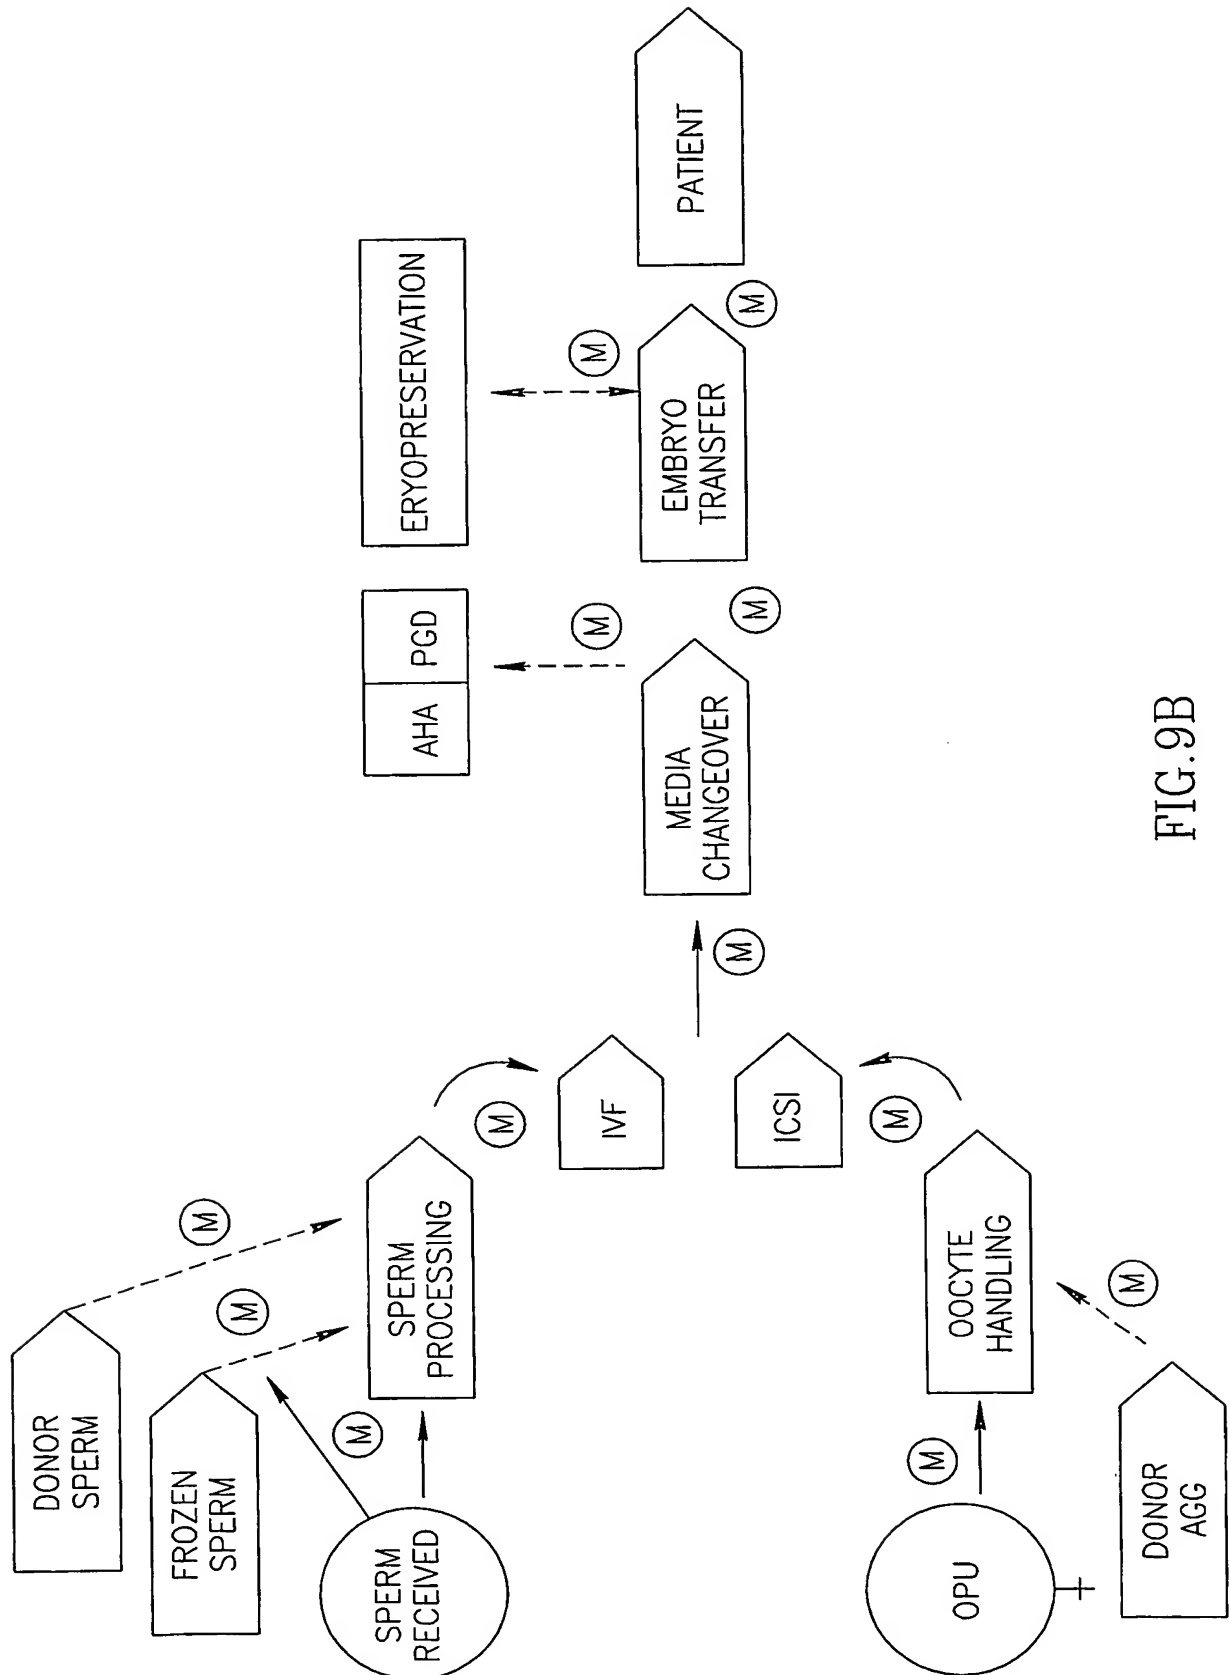 DONOR
SPERM
M
FROZEN
SPERM
M
SPERM
RECEIVED
M
SPERM
PROCESSING
M
IVF
AHA
PGD
ERYOPRESERVATION
M
M
M
MEDIA
CHANGEOVER
M
EMBRYO
TRANSFER
M
PATIENT
ICSI
M
OPU
M
OOCYTE
HANDLING
M
DONOR
AGG
FIG.9B